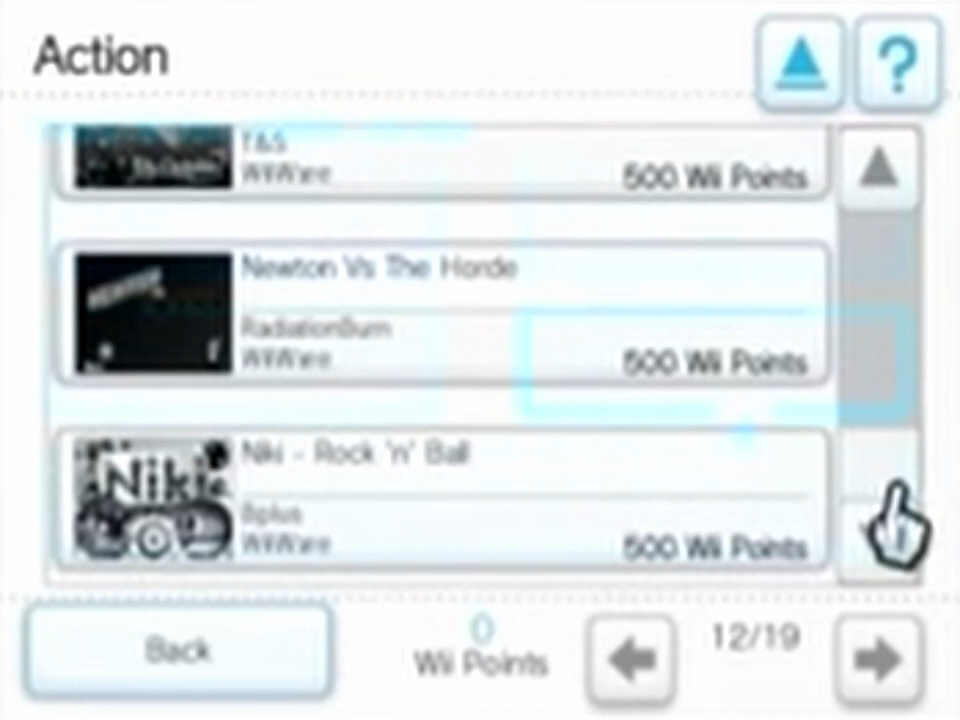 Action
?
WiiWare
500 Wii Points
Newton Vs The Horde
RadiationBurn
WiiWare
500 Wii Points
Niki
Niki - Rock 'n' Ball
Bplus
WiiWare
500 Wii Points
Back
0
Wii Points
12/19